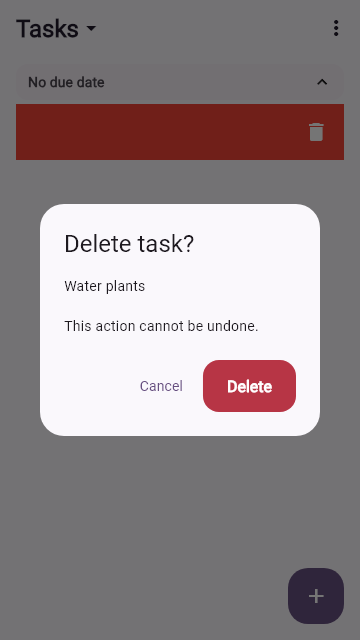 Tasks
No due date
Delete task?
Water plants
This action cannot be undone.
Cancel
Delete